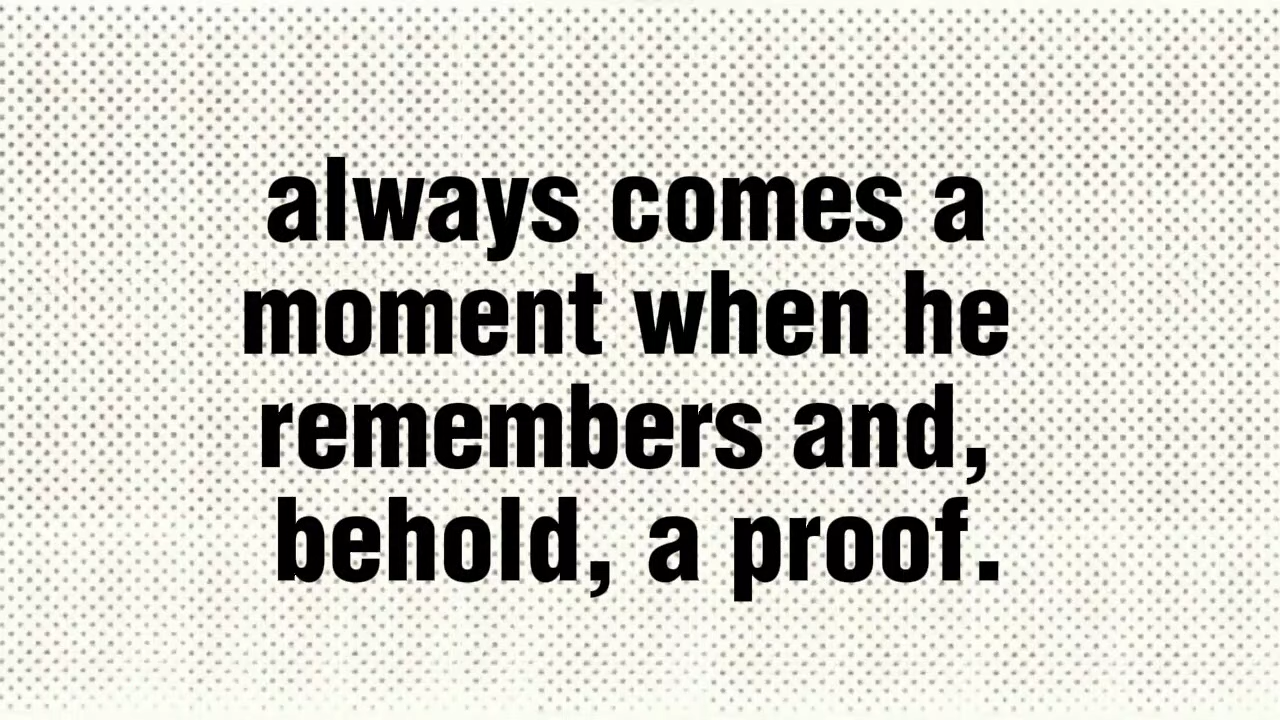 always comes a
moment when he
remembers and,
behold, a proof.